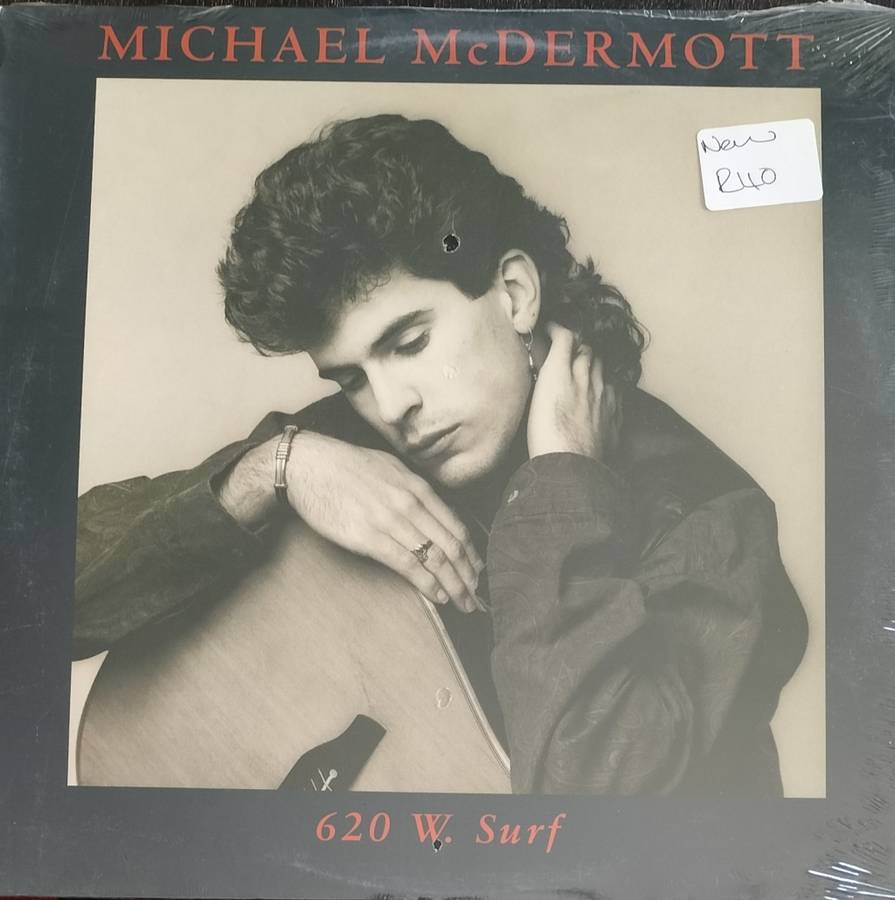 MICHAEL McDERMOTT
New
R40
620 W. Surf